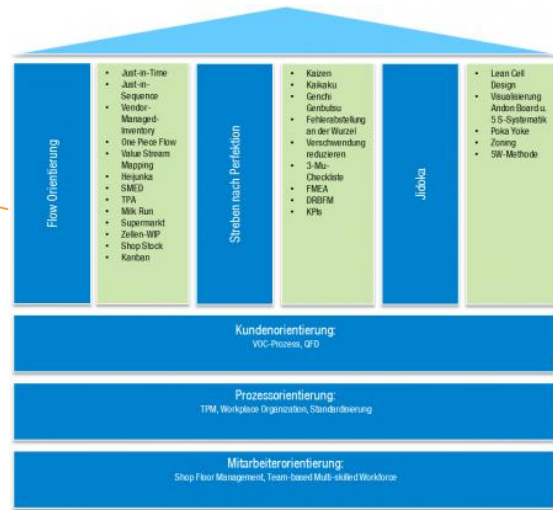 Flow Orientierung
• Just-in-Time
• Just-in-
Sequence
• Vendor-
Managed-
Inventory
• One Piece Flow
• Value Stream
Mapping
• Heijunka
• SMED
• TPA
• Milk Run
• Supermarkt
• Zellen-WIP
• Shop Stock
• Kanban
Streben nach Perfektion
• Kaizen
• Kaikaku
• Genchi
Genbutsu
• Fehlerabstellung
an der Wurzel
• Verschwendung
reduzieren
• 3-Mu-
Checkliste
• FMEA
• DRBFM
• KPIs
Jidoka
• Lean Cell
Design
• Visualisierung
Andon Board u.
5 S-Systematik
• Poka Yoke
• Zoning
• 5W-Methode
Kundenorientierung:
VOC-Prozess, QFD
Prozessorientierung:
TPM, Workplace Organization, Standardisierung
Mitarbeiterorientierung:
Shop Floor Management, Team-based Multi-skilled Workforce